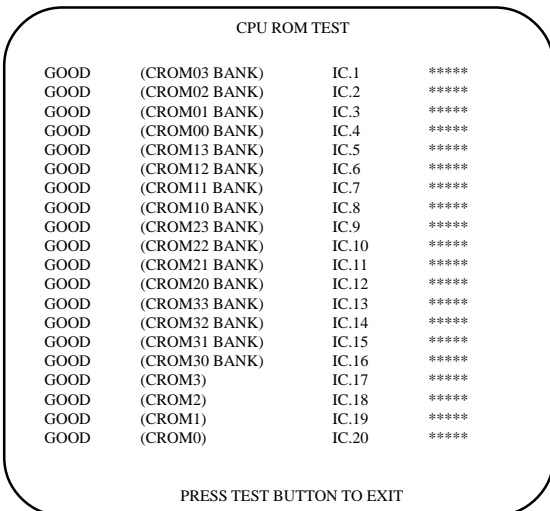 CPU ROM TEST
GOOD (CROM03 BANK) IC.1 *****
GOOD (CROM02 BANK) IC.2 *****
GOOD (CROM01 BANK) IC.3 *****
GOOD (CROM00 BANK) IC.4 *****
GOOD (CROM13 BANK) IC.5 *****
GOOD (CROM12 BANK) IC.6 *****
GOOD (CROM11 BANK) IC.7 *****
GOOD (CROM10 BANK) IC.8 *****
GOOD (CROM23 BANK) IC.9 *****
GOOD (CROM22 BANK) IC.10 *****
GOOD (CROM21 BANK) IC.11 *****
GOOD (CROM20 BANK) IC.12 *****
GOOD (CROM33 BANK) IC.13 *****
GOOD (CROM32 BANK) IC.14 *****
GOOD (CROM31 BANK) IC.15 *****
GOOD (CROM30 BANK) IC.16 *****
GOOD (CROM3) IC.17 *****
GOOD (CROM2) IC.18 *****
GOOD (CROM1) IC.19 *****
GOOD (CROM0) IC.20 *****
PRESS TEST BUTTON TO EXIT